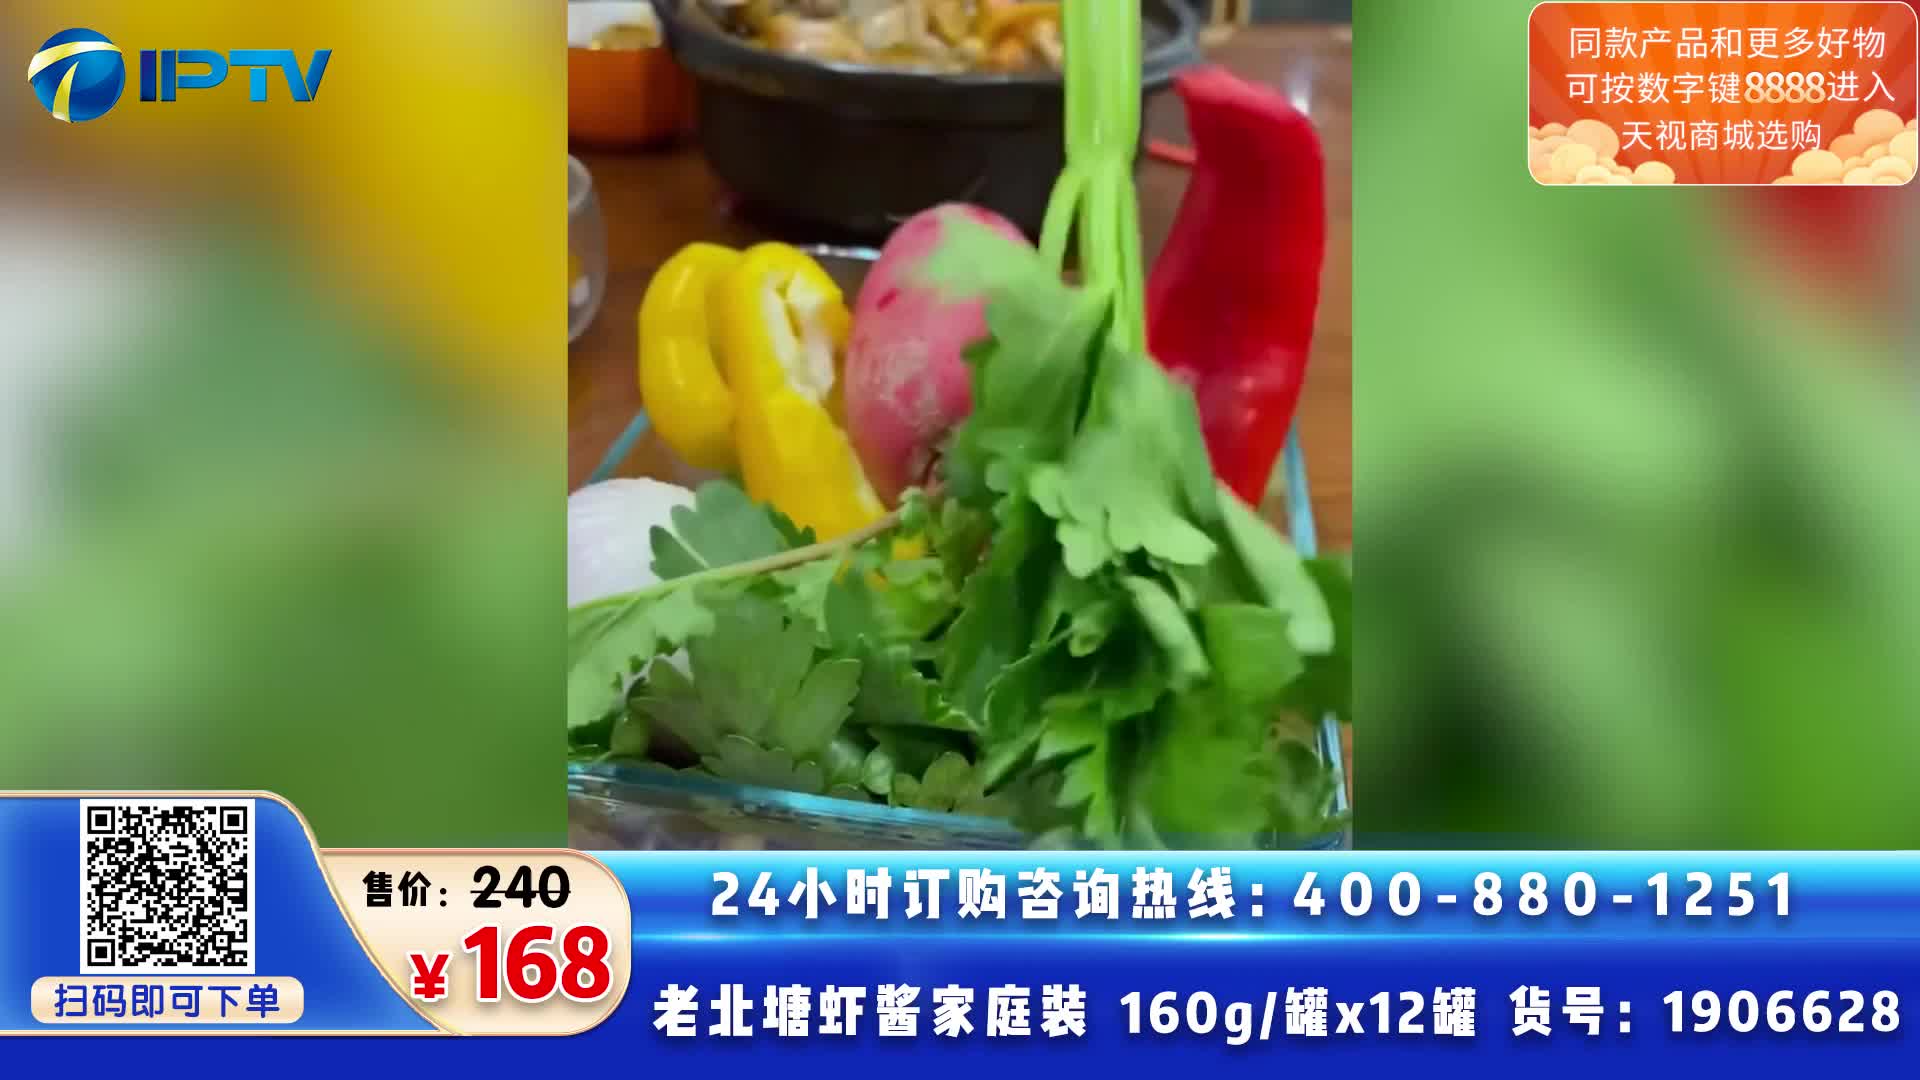 IPTV
同款产品和更多好物
可按数字键8888进入
天视商城选购
扫码即可下单
售价：240
¥168
24小时订购咨询热线：400-880-1251
老北塘虾酱家庭装 160g/罐x12罐 货号：1906628